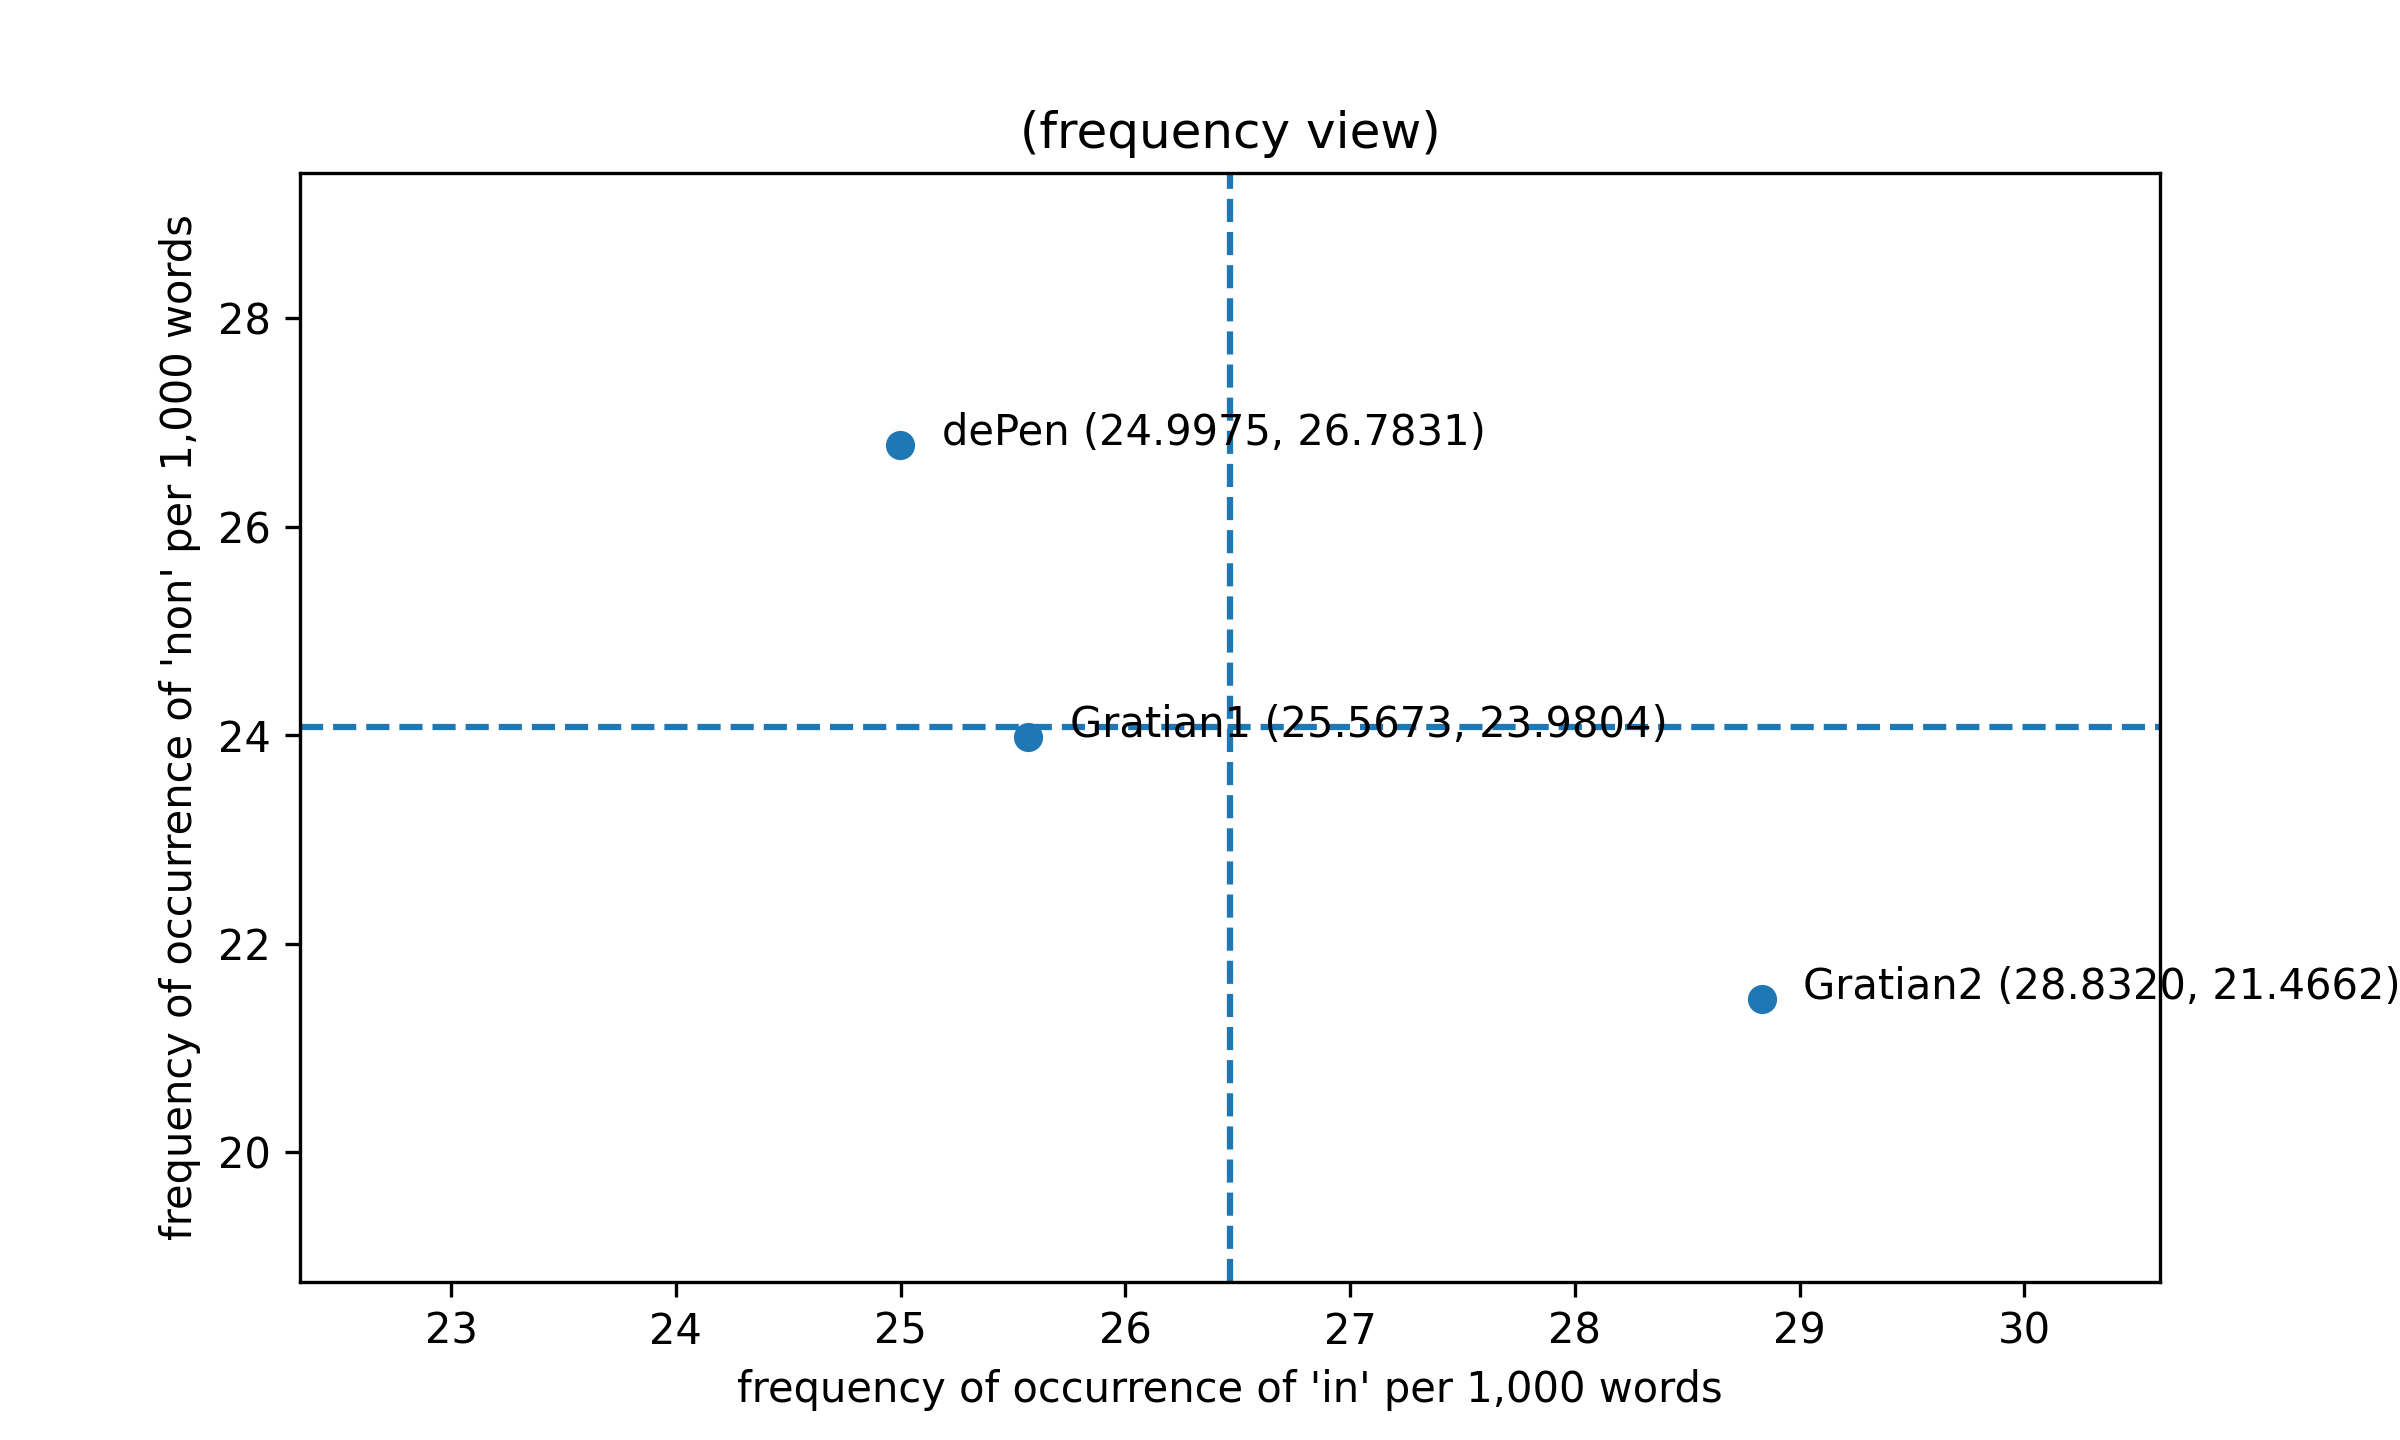 (frequency view)
frequency of occurrence of 'non' per 1,000 words
28
26
24
22
20
dePen (24.9975, 26.7831)
Gratian1 (25.5673, 23.9804)
Gratian2 (28.8320, 21.4662)
23 24 25 26 27 28 29 30
frequency of occurrence of 'in' per 1,000 words